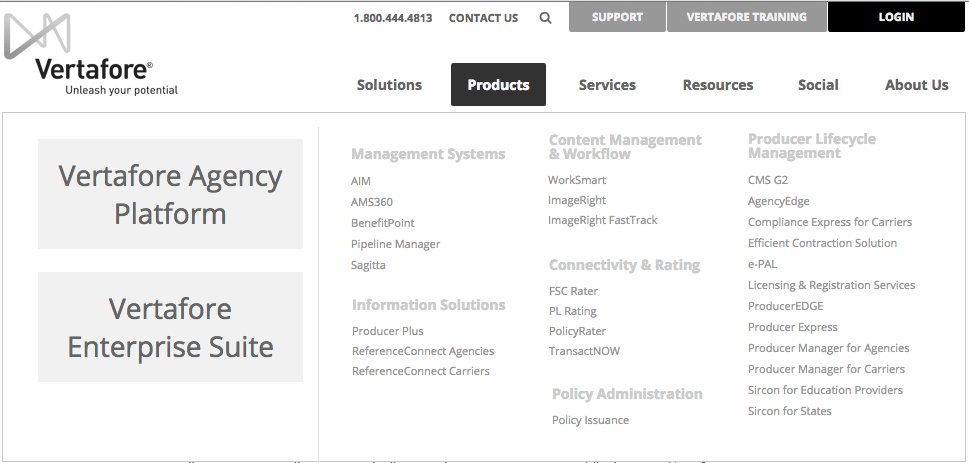 1.800.444.4813 CONTACT US SUPPORT VERTAFORE TRAINING LOGIN
Vertafore®
Unleash your potential
Solutions Products Services Resources Social About Us
Vertafore Agency
Platform
Vertafore
Enterprise Suite
Management Systems
AIM
AMS360
BenefitPoint
Pipeline Manager
Sagitta
Information Solutions
Producer Plus
ReferenceConnect Agencies
ReferenceConnect Carriers
Content Management
& Workflow
WorkSmart
ImageRight
ImageRight FastTrack
Connectivity & Rating
FSC Rater
PL Rating
PolicyRater
TransactNOW
Policy Administration
Policy Issuance
Producer Lifecycle
Management
CMS G2
AgencyEdge
Compliance Express for Carriers
Efficient Contraction Solution
e-PAL
Licensing & Registration Services
ProducerEDGE
Producer Express
Producer Manager for Agencies
Producer Manager for Carriers
Sircon for Education Providers
Sircon for States